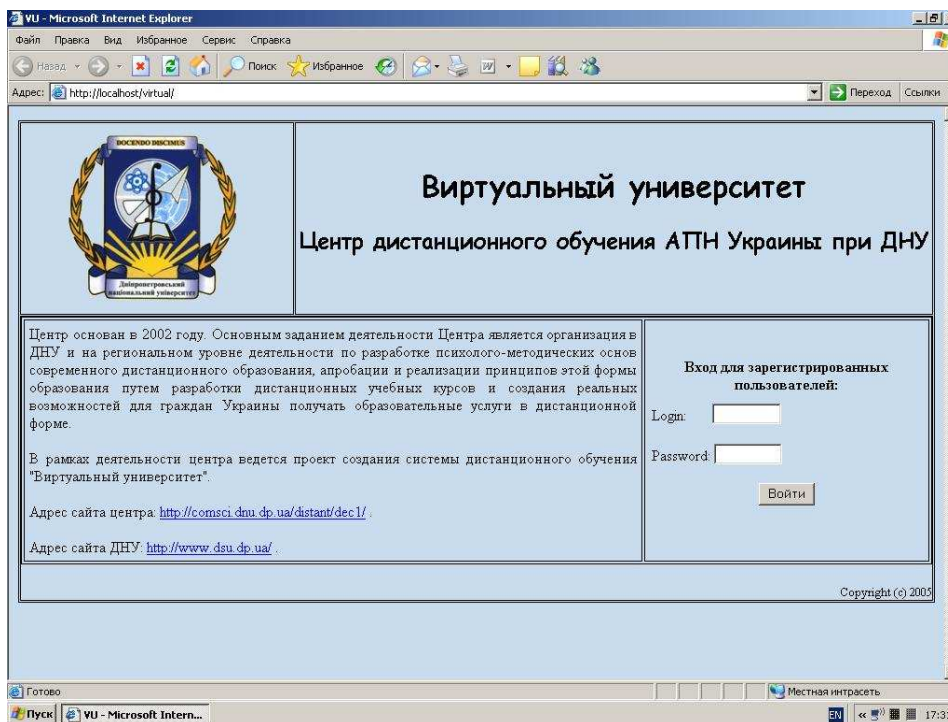 VU - Microsoft Internet Explorer
Файл Правка Вид Избранное Сервис Справка
Назад Поиск Избранное
Адрес: http://localhost/virtual/ Переход Ссылки
DOCENDO DISCIMUS
Дніпропетровський
національний університет
Виртуальный университет
Центр дистанционного обучения АПН Украины при ДНУ
Центр основан в 2002 году. Основным заданием деятельности Центра является организация в
ДНУ и на региональном уровне деятельности по разработке психолого-методических основ
современного дистанционного образования, апробации и реализации принципов этой формы
образования путем разработки дистанционных учебных курсов и создания реальных
возможностей для граждан Украины получать образовательные услуги в дистанционной
форме.
В рамках деятельности центра ведется проект создания системы дистанционного обучения
"Виртуальный университет".
Адрес сайта центра: http://comsci.dnu.dp.ua/distant/dec1/ .
Адрес сайта ДНУ: http://www.dsu.dp.ua/ .
Вход для зарегистрированных
пользователей:
Login:
Password:
Войти
Copyright (c) 2005
Готово Местная интрасеть
Пуск VU - Microsoft Intern... EN « 17:3